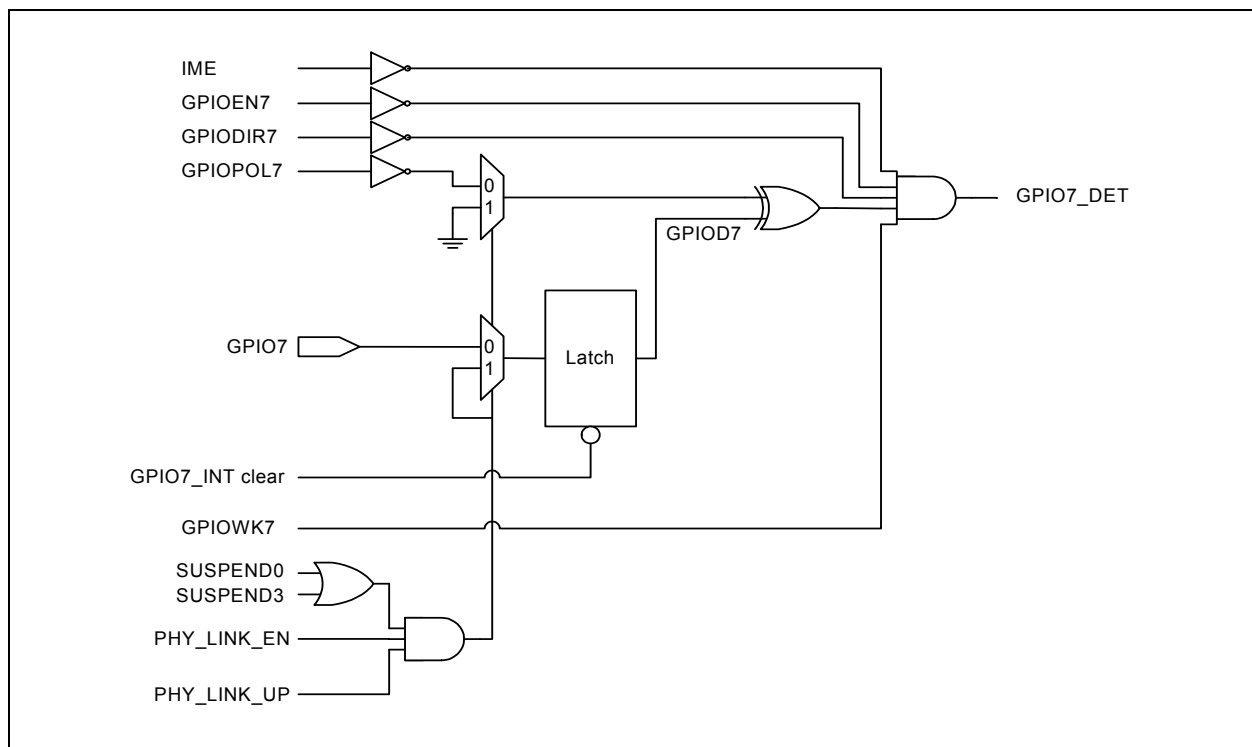 IME
GPIOEN7
GPIODIR7
GPIOPOL7
0
1
GPIO7_DET
GPIOD7
GPIO7
0
1
Latch
GPIO7_INT clear
GPIOWK7
SUSPEND0
SUSPEND3
PHY_LINK_EN
PHY_LINK_UP